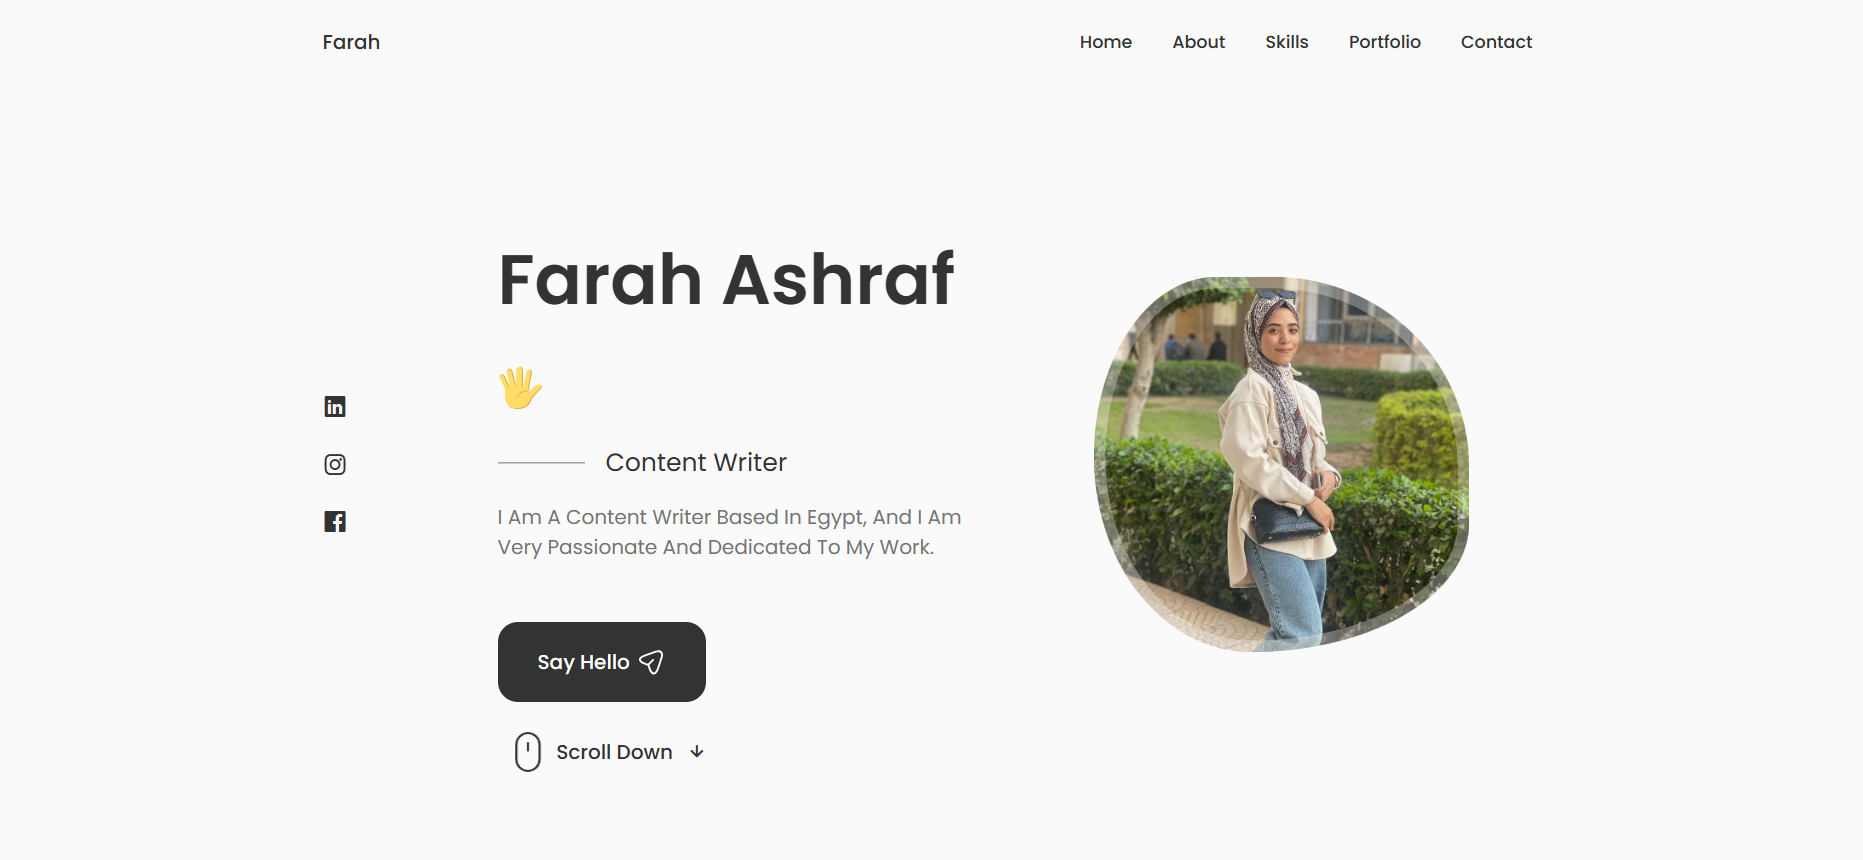 Farah
Home About Skills Portfolio Contact
Farah Ashraf
Content Writer
I Am A Content Writer Based In Egypt, And I Am
Very Passionate And Dedicated To My Work.
Say Hello
Scroll Down